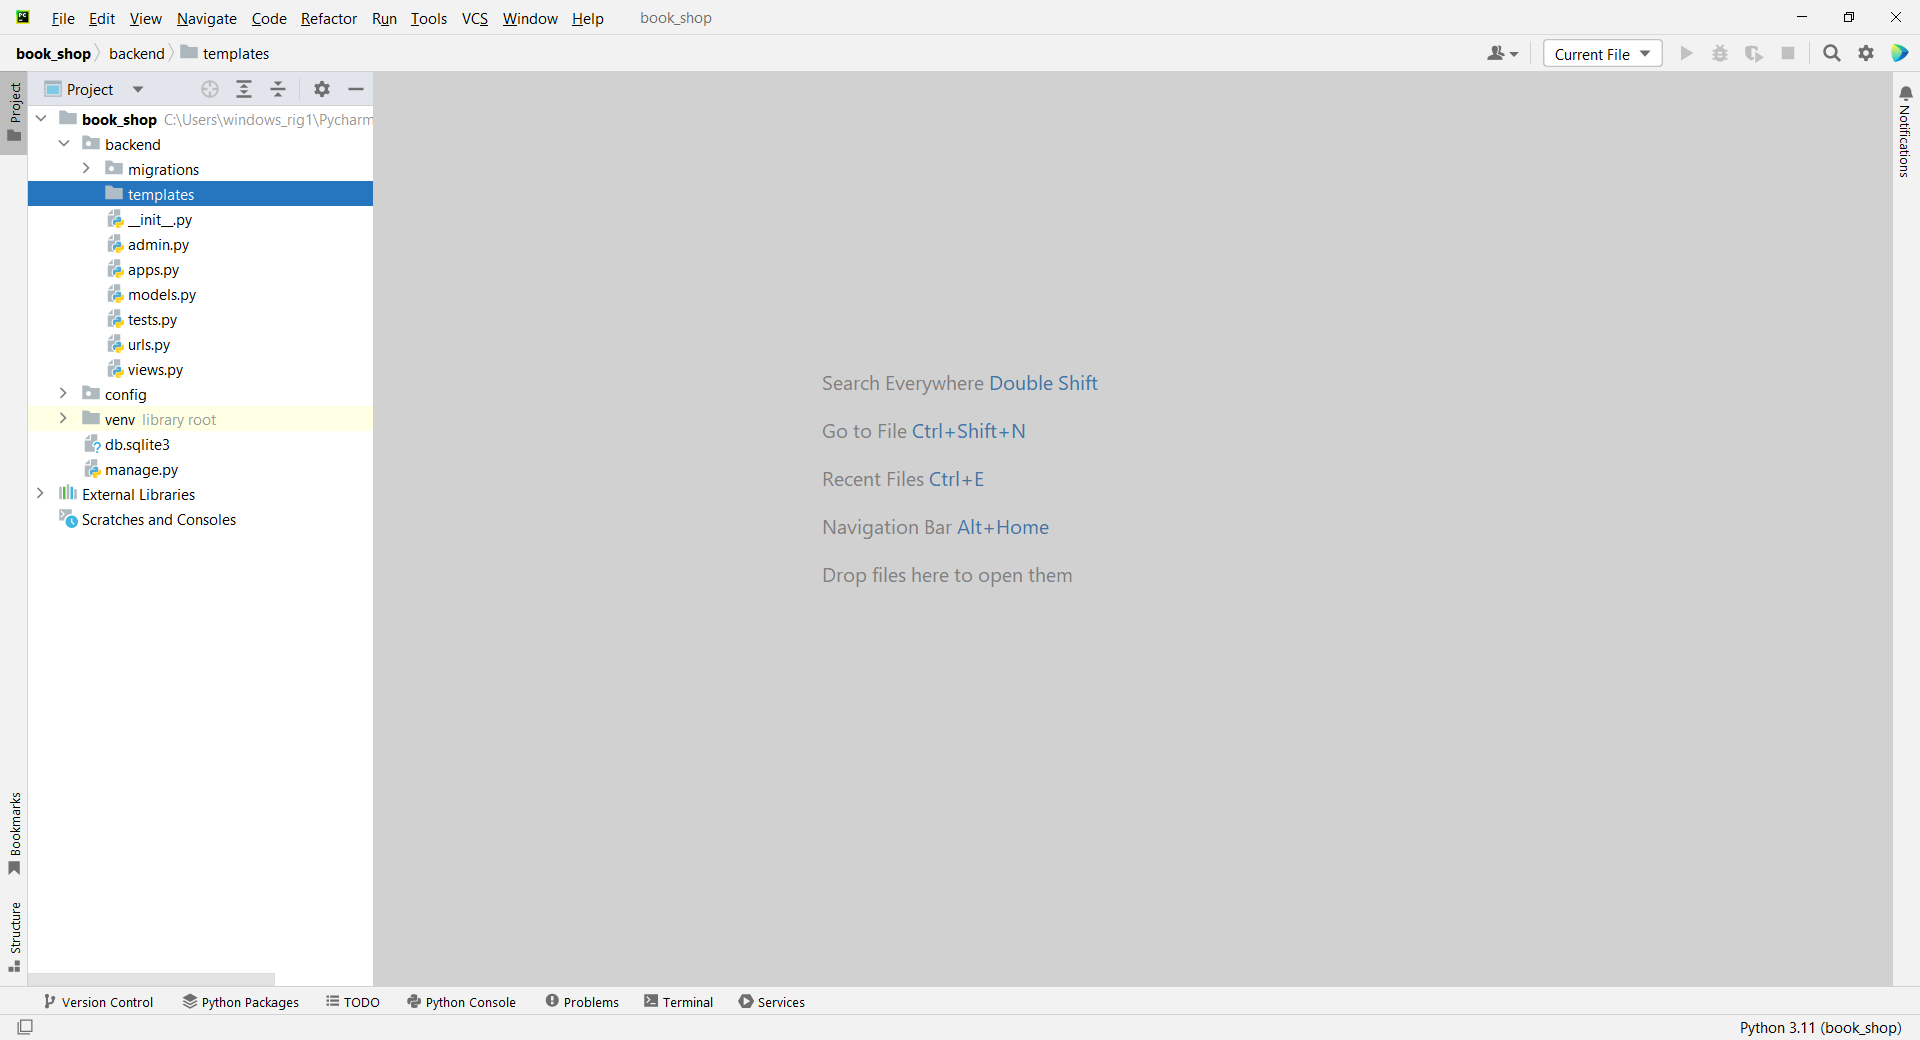 File Edit View Navigate Code Refactor Run Tools VCS Window Help book_shop
book_shop backend templates
Current File
Project
Project
book_shop C:\Users\windows_rig1\Pycharm
backend
migrations
templates
__init__.py
admin.py
apps.py
models.py
tests.py
urls.py
views.py
config
venv library root
db.sqlite3
manage.py
External Libraries
Scratches and Consoles
Search Everywhere Double Shift
Go to File Ctrl+Shift+N
Recent Files Ctrl+E
Navigation Bar Alt+Home
Drop files here to open them
Notifications
Bookmarks
Structure
Version Control Python Packages TODO Python Console Problems Terminal Services
Python 3.11 (book_shop)